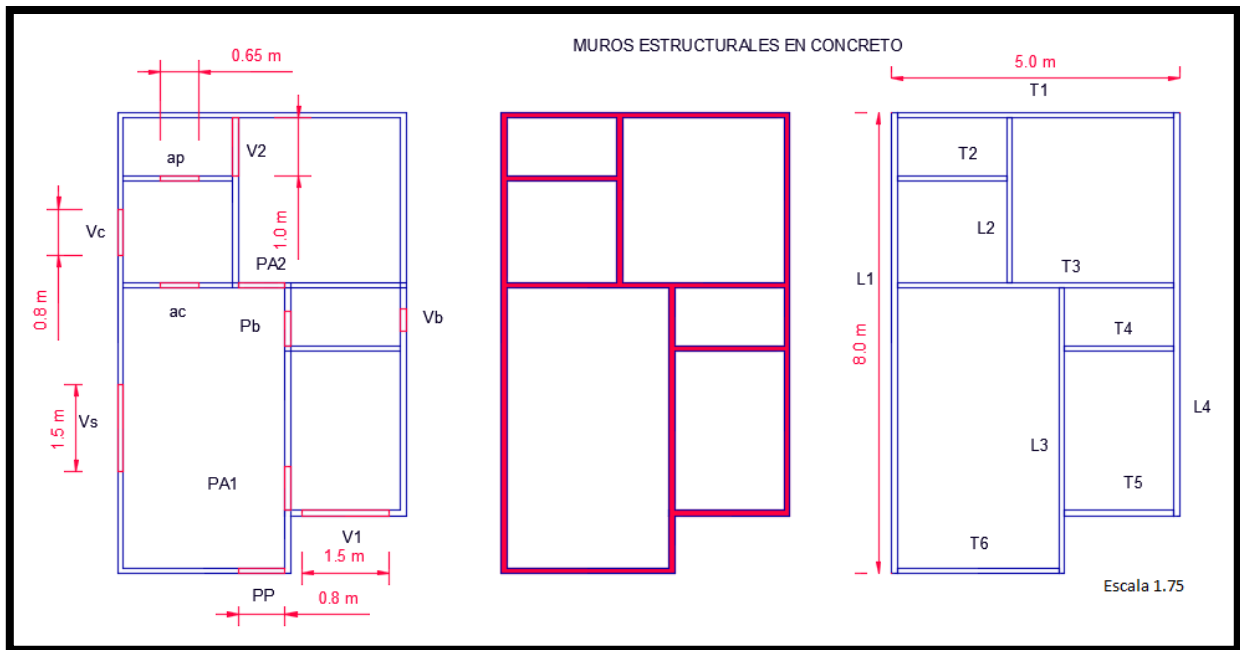 MUROS ESTRUCTURALES EN CONCRETO
0.65 m
ap
V2
Vc
1.0 m
0.8 m
PA2
ac
Pb
Vb
Vs
1.5 m
PA1
V1
1.5 m
PP
0.8 m
5.0 m
T1
T2
L2
T3
L1
8.0 m
T4
L4
L3
T5
T6
Escala 1.75